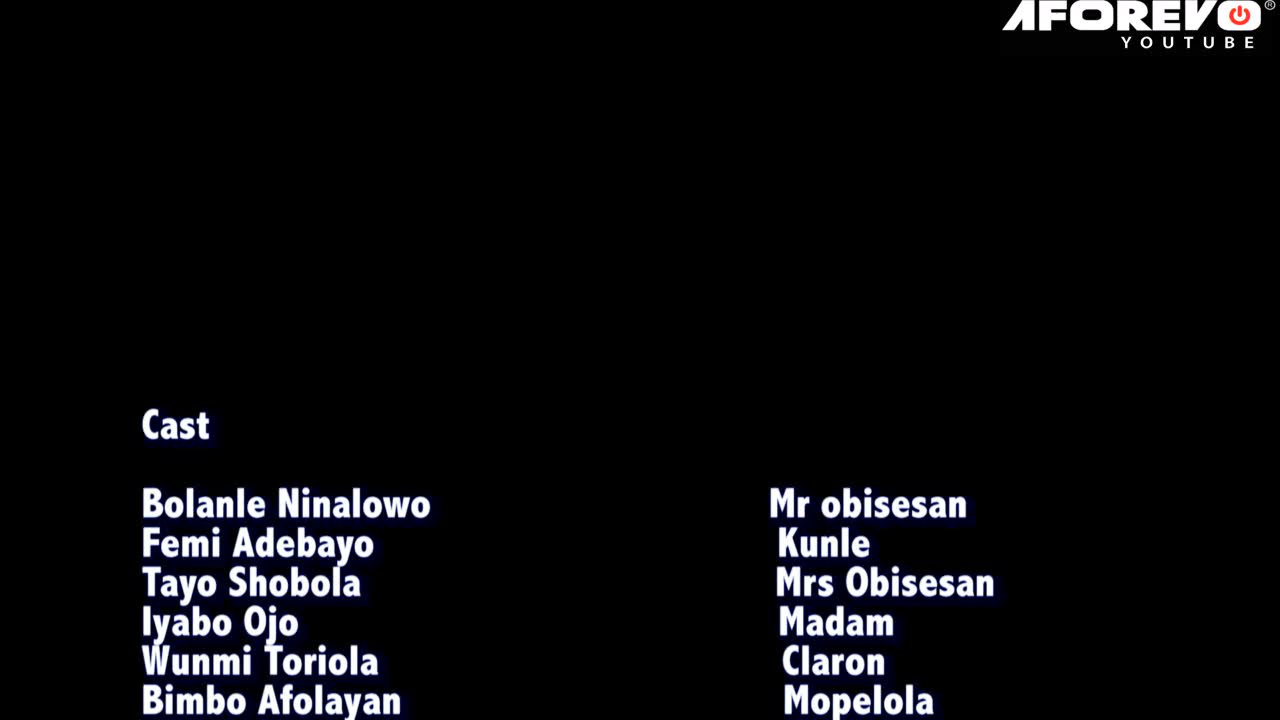 AFOREVO®
YOUTUBE
Cast
Bolanle Ninalowo Mr obisesan
Femi Adebayo Kunle
Tayo Shobola Mrs Obisesan
Iyabo Ojo Madam
Wunmi Toriola Claron
Bimbo Afolayan Mopelola